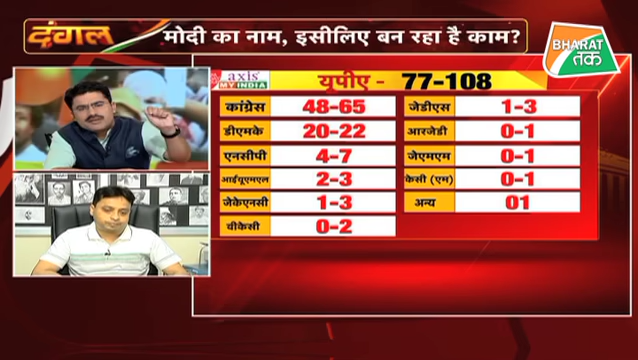 दंगल
मोदी का नाम, इसीलिए बन रहा है काम?
BHARAT
तक
axis
MY INDIA
यूपीए - 77-108
कांग्रेस 48-65
डीएमके 20-22
एनसीपी 4-7
आईयूएमएल 2-3
जेकेएनसी 1-3
वीकेसी 0-2
जेडीएस 1-3
आरजेडी 0-1
जेएमएम 0-1
केसी (एम) 0-1
अन्य 01